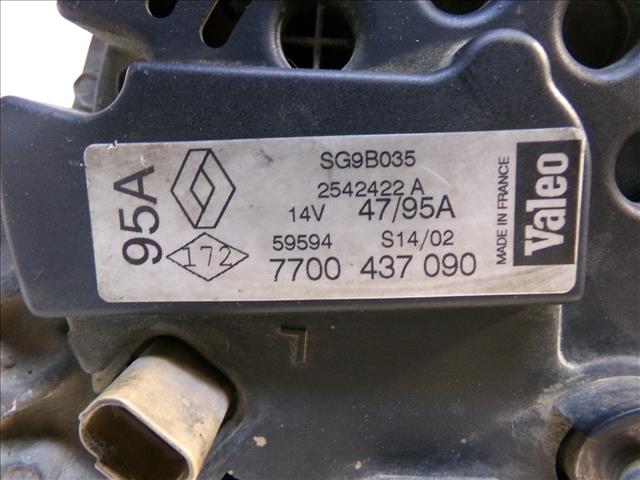 95A
172
SG9B035
2542422 A
14V 47/95A
59594 S14/02
7700 437 090
MADE IN FRANCE
Valeo